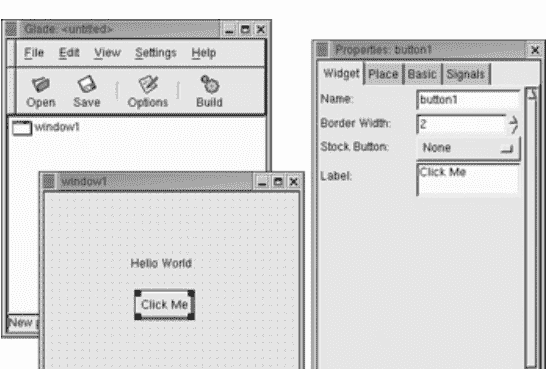 Glade: <untitled>
File Edit View Settings Help
Open Save Options Build
window1
window1
Hello World
Click Me
New
Properties: button1
Widget Place Basic Signals
Name: button1
Border Width: 2
Stock Button: None
Label: Click Me